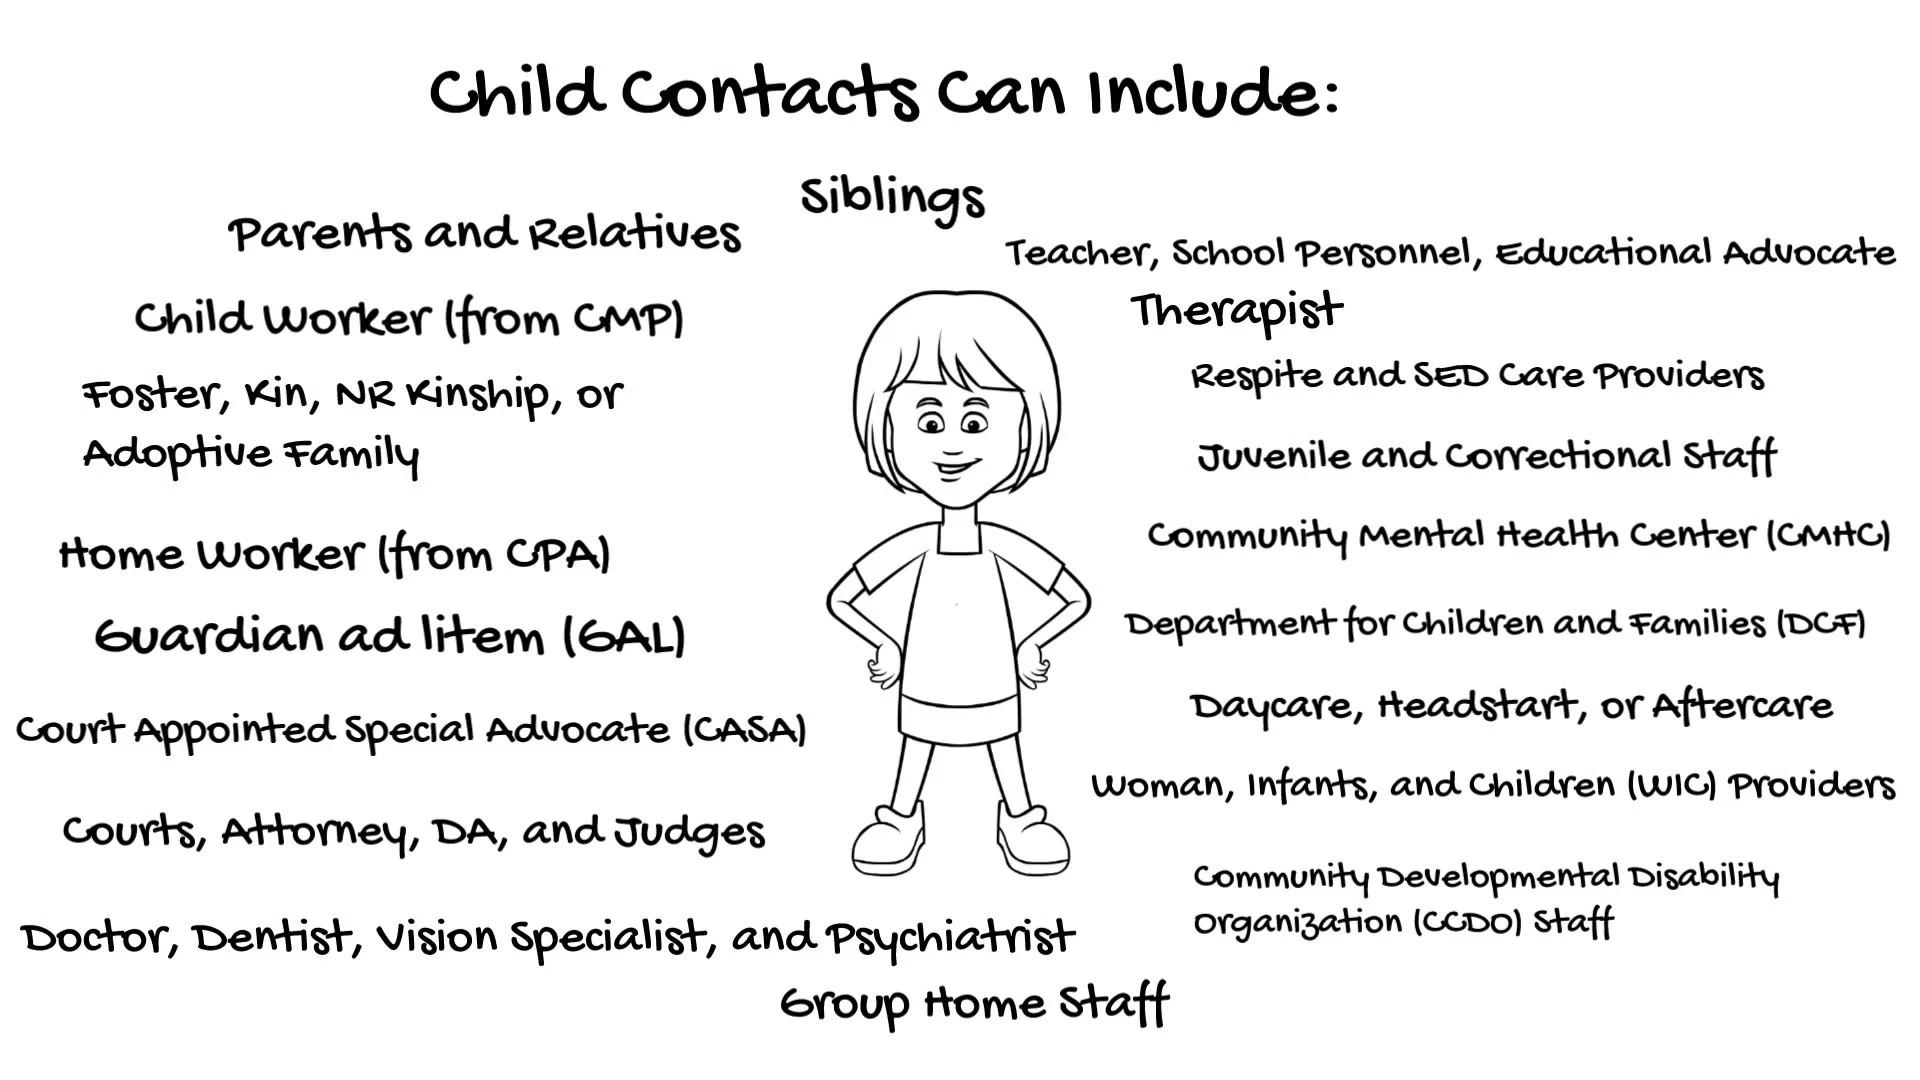 Child Contacts Can Include:
Siblings
Parents and Relatives
Child Worker (from CMP)
Foster, Kin, NR Kinship, or
Adoptive Family
Home Worker (from CPA)
Guardian ad litem (GAL)
Court Appointed Special Advocate (CASA)
Courts, Attorney, DA, and Judges
Doctor, Dentist, Vision Specialist, and Psychiatrist
Group Home Staff
Teacher, School Personnel, Educational Advocate
Therapist
Respite and SED Care Providers
Juvenile and Correctional Staff
Community Mental Health Center (CMHC)
Department for Children and Families (DCF)
Daycare, Headstart, or Aftercare
Woman, Infants, and Children (WIC) Providers
Community Developmental Disability
Organization (CCDO) Staff